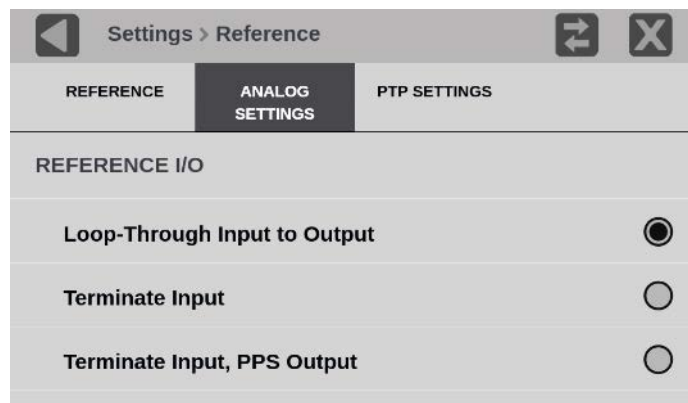 Settings > Reference
REFERENCE
ANALOG
SETTINGS
PTP SETTINGS
REFERENCE I/O
Loop-Through Input to Output
Terminate Input
Terminate Input, PPS Output